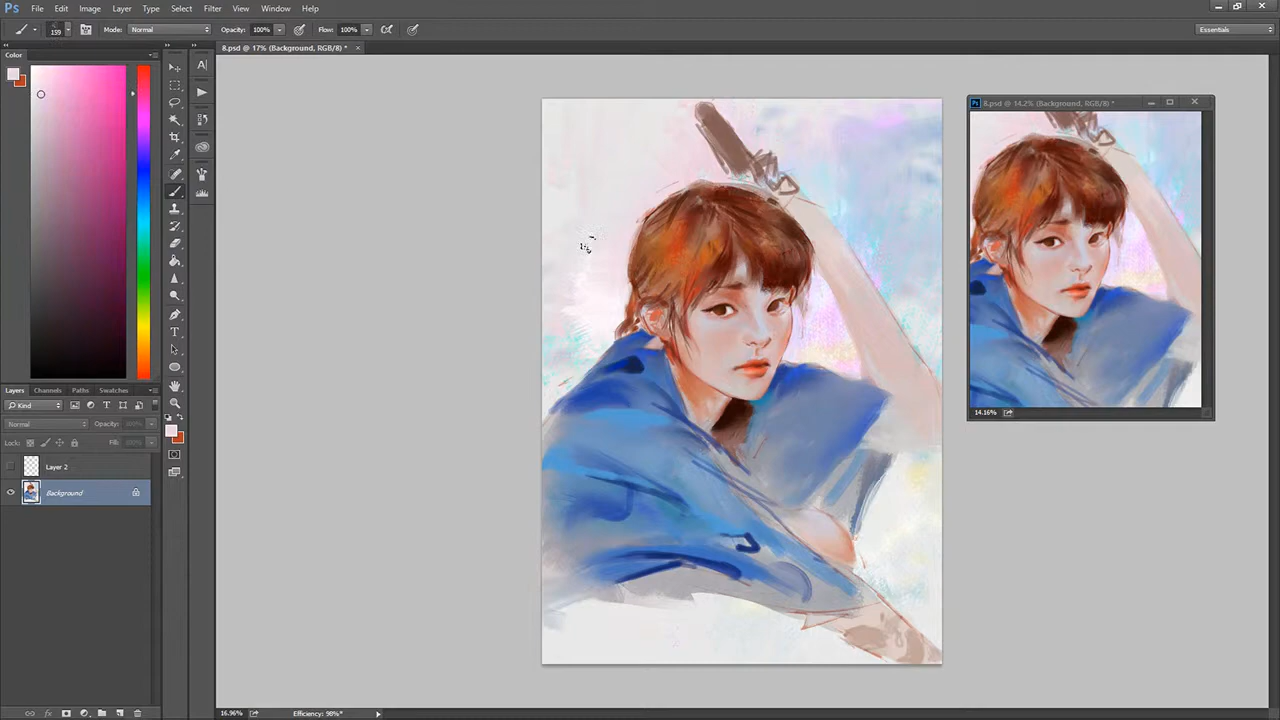 Ps File Edit Image Layer Type Select Filter View Window Help
159 Mode: Normal Opacity: 100% Flow: 100% Essentials
8.psd @ 17% (Background, RGB/8) * ×
Color
8.psd @ 14.2% (Background, RGB/8) *
14.16%
Layers Channels Paths Swatches
Kind
Normal Opacity: 100%
Lock: Fill: 100%
Layer 2
Background
16.96% Efficiency: 98%*